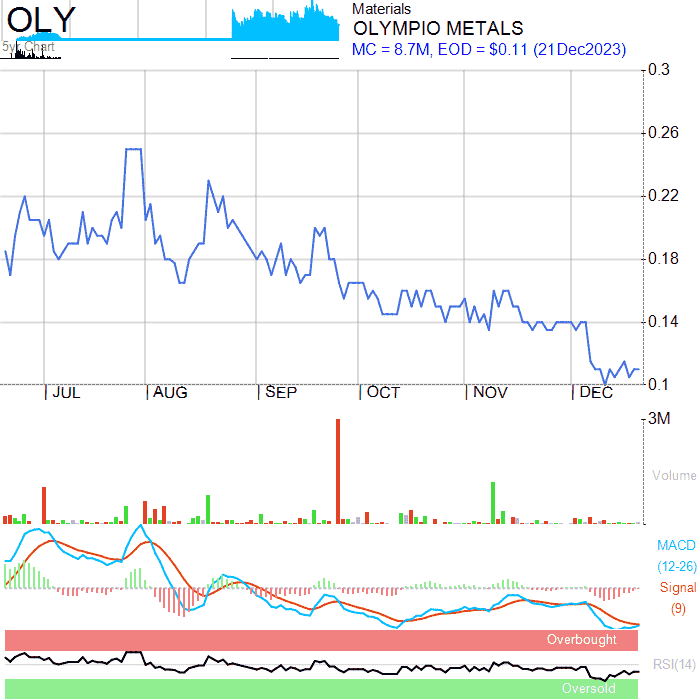 OLY
5yr Chart
Materials
OLYMPIO METALS
MC = 8.7M, EOD = $0.11 (21Dec2023)
0.3
0.26
0.22
0.18
0.14
0.1
JUL
AUG
SEP
OCT
NOV
DEC
3M
Volume
MACD
(12-26)
Signal
(9)
Overbought
RSI(14)
Oversold